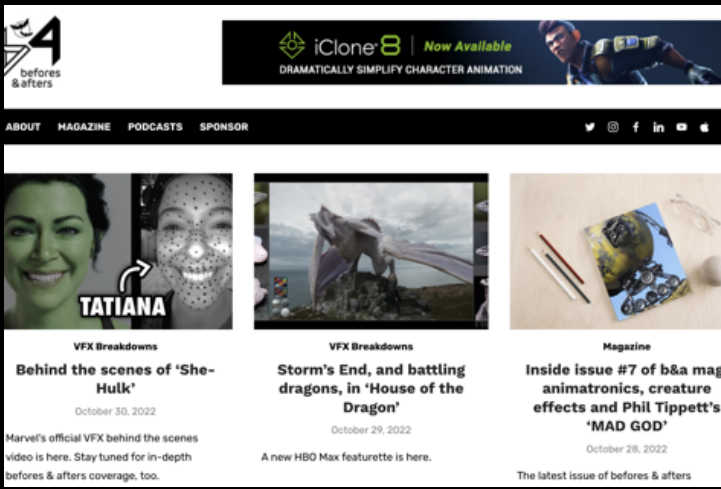 4
befores
&afters
iClone 8 | Now Available
DRAMATICALLY SIMPLIFY CHARACTER ANIMATION
ABOUT MAGAZINE PODCASTS SPONSOR
TATIANA
VFX Breakdowns
Behind the scenes of ‘She-
Hulk’
October 30, 2022
Marvel's official VFX behind the scenes
video is here. Stay tuned for in-depth
befores & afters coverage, too.
VFX Breakdowns
Storm’s End, and battling
dragons, in ‘House of the
Dragon’
October 29, 2022
A new HBO Max featurette is here.
Magazine
Inside issue #7 of b&a mag
animatronics, creature
effects and Phil Tippett’s
‘MAD GOD’
October 28, 2022
The latest issue of befores & afters